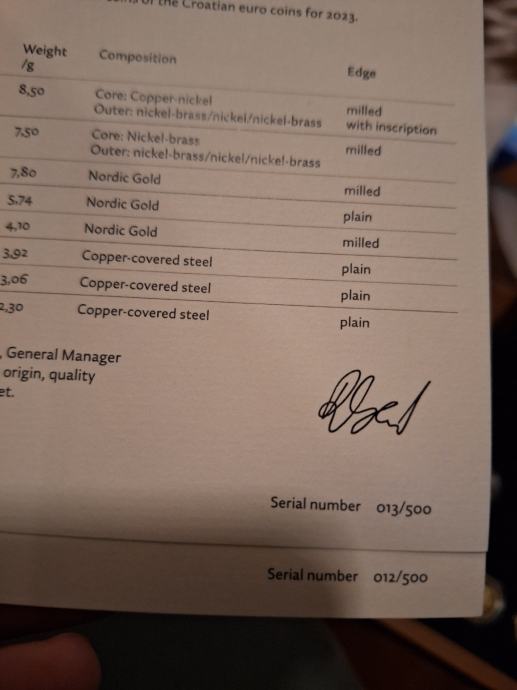 coins of the Croatian euro coins for 2023.
Weight /g Composition Edge
8,50 Core: Copper-nickel
Outer: nickel-brass/nickel/nickel-brass milled with inscription
7,50 Core: Nickel-brass
Outer: nickel-brass/nickel/nickel-brass milled
7,80 Nordic Gold milled
5,74 Nordic Gold plain
4,10 Nordic Gold milled
3,92 Copper-covered steel plain
3,06 Copper-covered steel plain
2,30 Copper-covered steel plain
, General Manager
origin, quality
et.
Serial number 013/500
Serial number 012/500